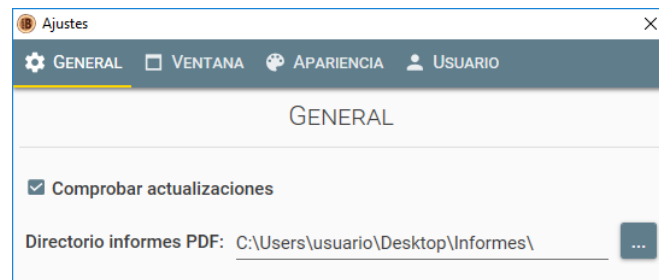 Ajustes
GENERAL VENTANA APARIENCIA USUARIO
GENERAL
Comprobar actualizaciones
Directorio informes PDF: C:\Users\usuario\Desktop\Informes\ ...